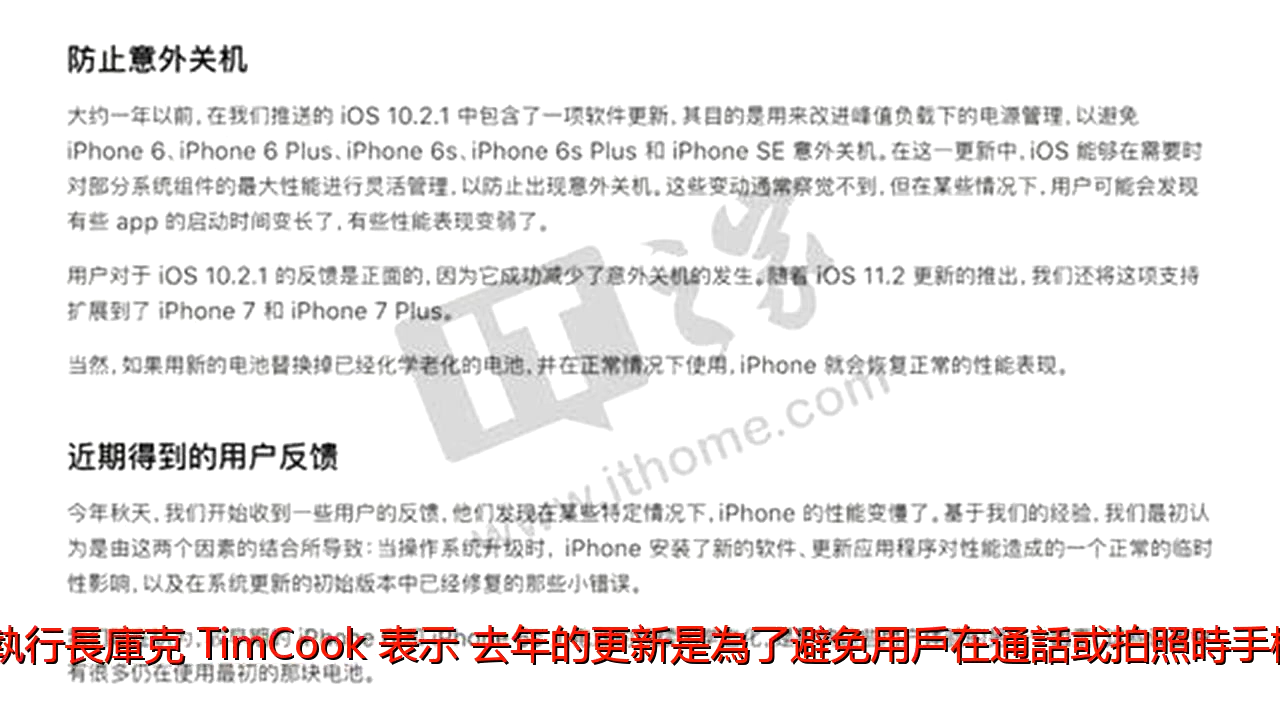 防止意外关机
大约一年以前，在我们推送的 iOS 10.2.1 中包含了一项软件更新，其目的是用来改进峰值负载下的电源管理，以避免
iPhone 6、iPhone 6 Plus、iPhone 6s、iPhone 6s Plus 和 iPhone SE 意外关机。在这一更新中，iOS 能够在需要时
对部分系统组件的最大性能进行灵活管理，以防止出现意外关机。这些变动通常察觉不到，但在某些情况下，用户可能会发现
有些 app 的启动时间变长了，有些性能表现变弱了。
用户对于 iOS 10.2.1 的反馈是正面的，因为它成功减少了意外关机的发生。随着 iOS 11.2 更新的推出，我们还将这项支持
扩展到了 iPhone 7 和 iPhone 7 Plus。
当然，如果用新的电池替换掉已经化学老化的电池，并在正常情况下使用，iPhone 就会恢复正常的性能表现。
IT之家
www.ithome.com
近期得到的用户反馈
今年秋天，我们开始收到一些用户的反馈，他们发现在某些特定情况下，iPhone 的性能变慢了。基于我们的经验，我们最初认
为是由这两个因素的结合所导致：当操作系统升级时， iPhone 安装了新的软件、更新应用程序对性能造成的一个正常的临时
性影响，以及在系统更新的初始版本中已经修复的那些小错误。
執行長庫克 TimCook 表示 去年的更新是為了避免用戶在通話或拍照時手
有很多仍在使用最初的那块电池。